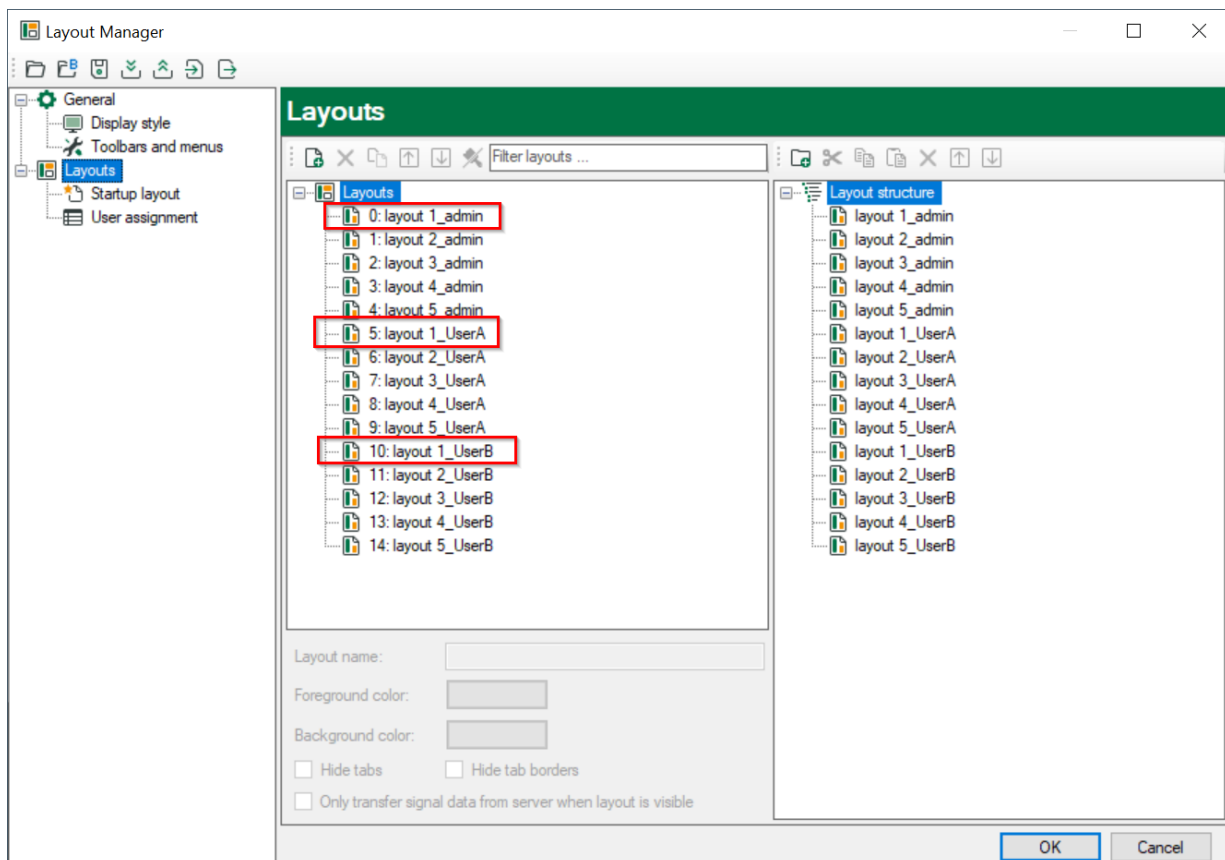 Layout Manager
General
Display style
Toolbars and menus
Layouts
Startup layout
User assignment
Layouts
Filter layouts ...
Layouts
0: layout 1_admin
1: layout 2_admin
2: layout 3_admin
3: layout 4_admin
4: layout 5_admin
5: layout 1_UserA
6: layout 2_UserA
7: layout 3_UserA
8: layout 4_UserA
9: layout 5_UserA
10: layout 1_UserB
11: layout 2_UserB
12: layout 3_UserB
13: layout 4_UserB
14: layout 5_UserB
Layout name:
Foreground color:
Background color:
Hide tabs
Hide tab borders
Only transfer signal data from server when layout is visible
Layout structure
layout 1_admin
layout 2_admin
layout 3_admin
layout 4_admin
layout 5_admin
layout 1_UserA
layout 2_UserA
layout 3_UserA
layout 4_UserA
layout 5_UserA
layout 1_UserB
layout 2_UserB
layout 3_UserB
layout 4_UserB
layout 5_UserB
OK
Cancel